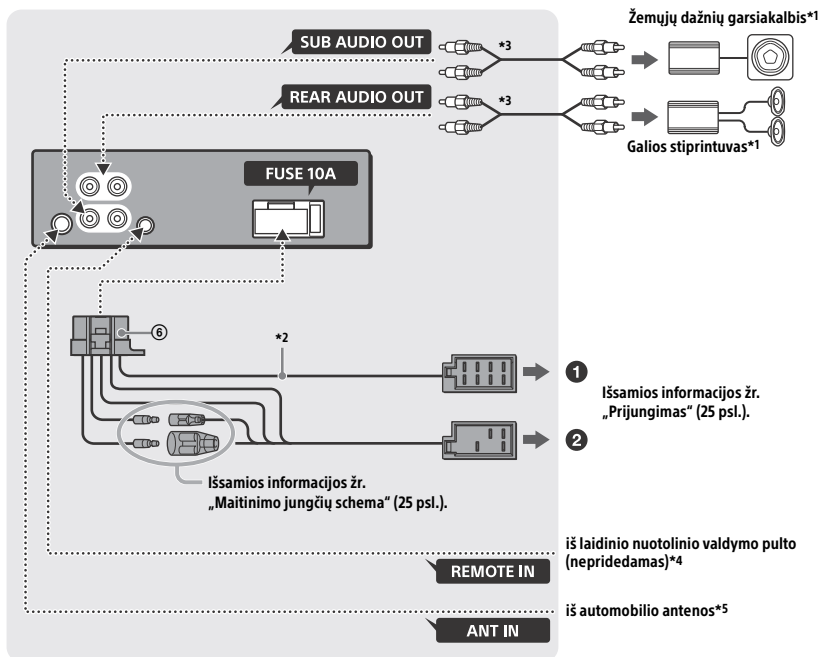 Žemųjų dažnių garsiakalbis*1
SUB AUDIO OUT
*3
REAR AUDIO OUT
*3
Galios stiprintuvas*1
FUSE 10A
⑥
*2
❶
Išsamios informacijos žr.
„Prijungimas“ (25 psl.).
❷
Išsamios informacijos žr.
„Maitinimo jungčių schema“ (25 psl.).
iš laidinio nuotolinio valdymo pulto
(nepridedamas)*4
REMOTE IN
iš automobilio antenos*5
ANT IN